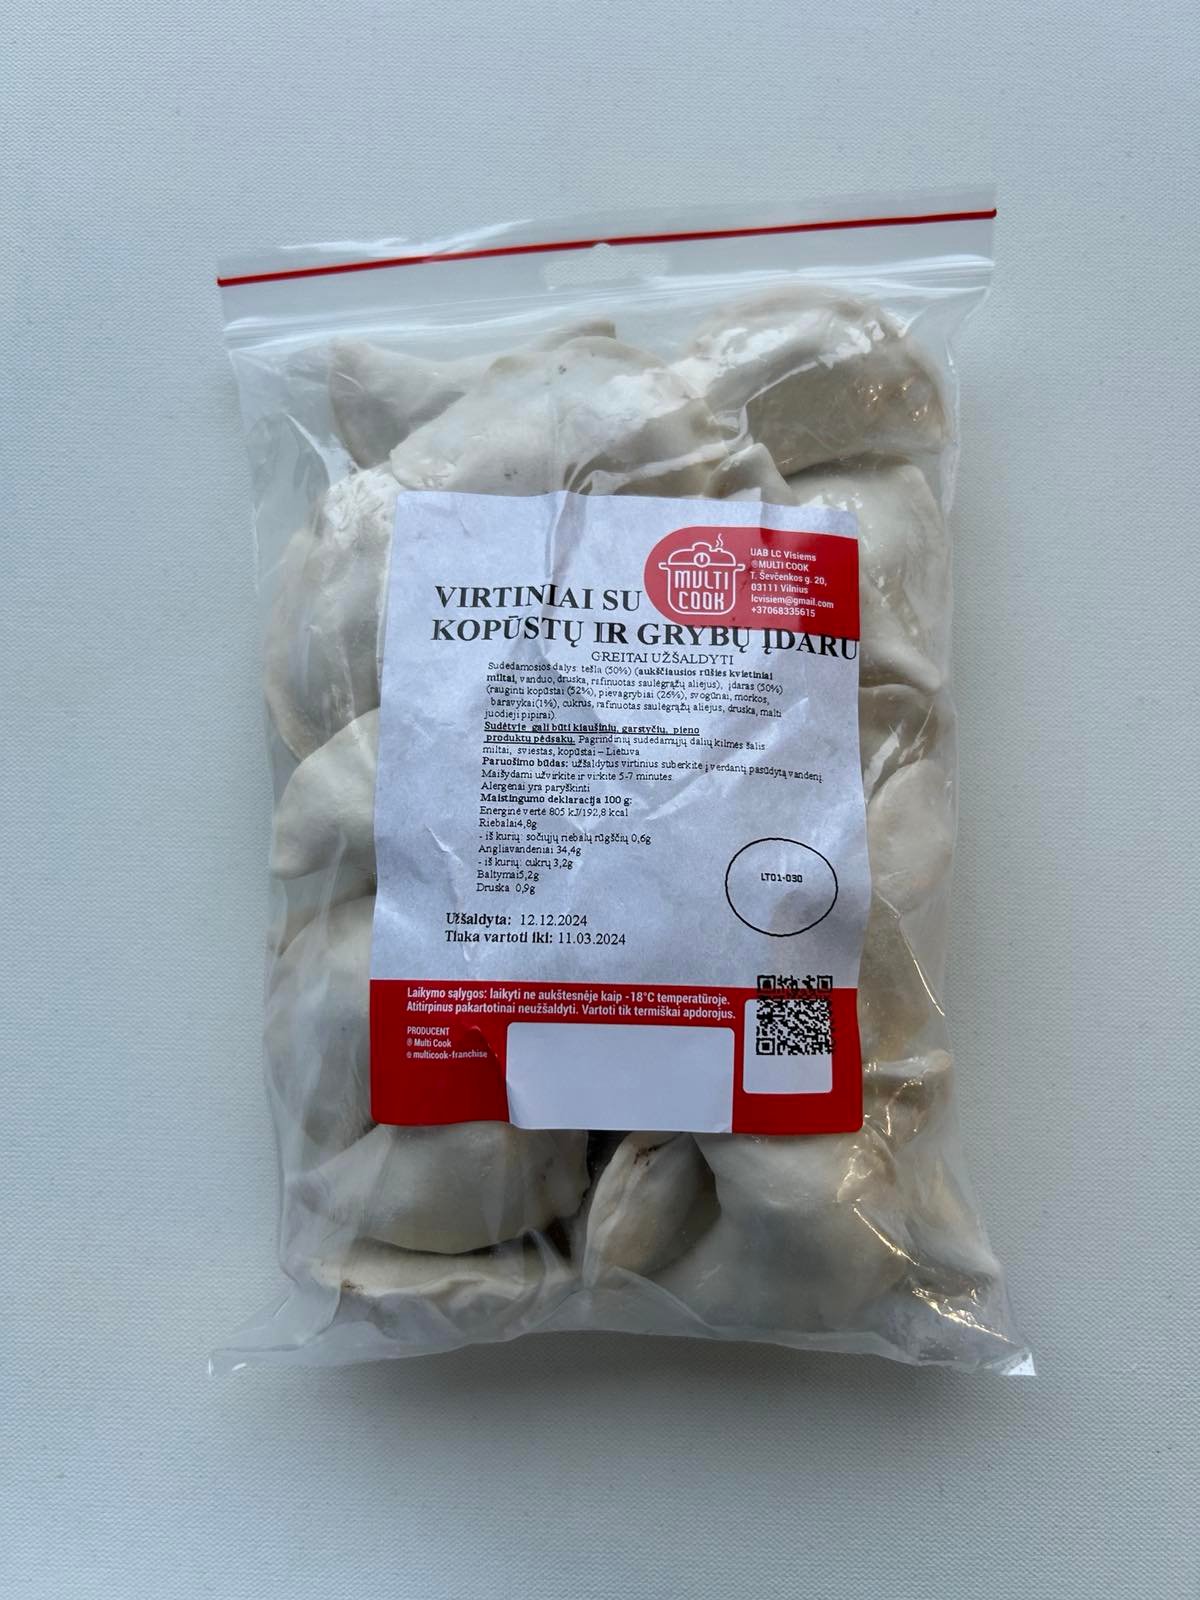 MULTI
COOK
UAB LC Visiems
®MULTI COOK
T. Ševčenkos g. 20,
03111 Vilnius
lcvisiem@gmail.com
+37068335615
VIRTINIAI SU
KOPŪSTŲ IR GRYBŲ ĮDARU
GREITAI UŽŠALDYTI
Sudedamosios dalys: tešla (50%) (aukščiausios rūšies kvietiniai
miltai, vanduo, druska, rafinuotas saulėgrąžų aliejus), įdaras (50%)
(rauginti kopūstai (52%), pievagrybiai (26%), svogūnai, morkos,
baravykai(1%), cukrus, rafinuotas saulėgrąžų aliejus, druska, malti
juodieji pipirai).
Sudėtyje gali būti kiaušinių, garstyčių, pieno
produktų pėdsakų. Pagrindinių sudedamųjų dalių kilmės šalis:
miltai, sviestas, kopūstai – Lietuva
Paruošimo būdas: užšaldytus virtinius suberkite į verdantį pasūdytą vandenį.
Maišydami užvirkite ir virkite 5-7 minutes.
Alergenai yra paryškinti
Maistingumo deklaracija 100 g:
Energinė vertė 805 kJ/192,8 kcal
Riebalai4,8g
- iš kurių: sočiųjų riebalų rūgščių 0,6g
Angliavandeniai 34,4g
- iš kurių: cukrų 3,2g
Baltymai5,2g
Druska 0,9g
LT01-030
Užšaldyta: 12.12.2024
Tinka vartoti iki: 11.03.2024
Laikymo sąlygos: laikyti ne aukštesnėje kaip -18°C temperatūroje.
Atitirpinus pakartotinai neužšaldyti. Vartoti tik termiškai apdorojus.
PRODUCENT
® Multi Cook
multicook-franchise